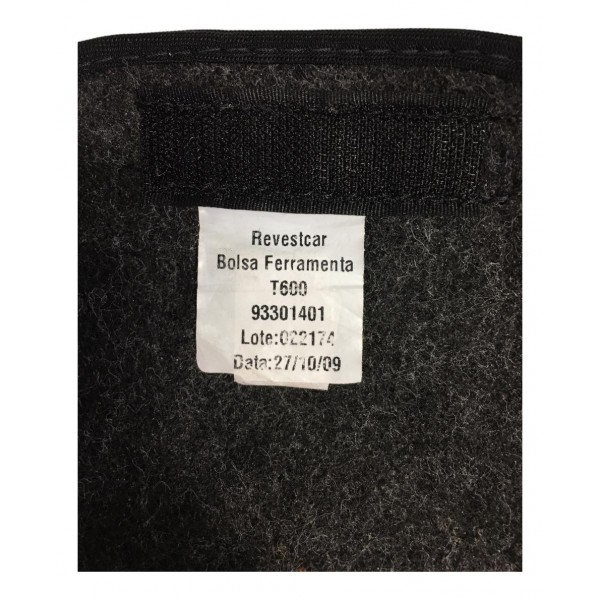 Revestcar
Bolsa Ferramenta
T600
93301401
Lote:022174
Data:27/10/09